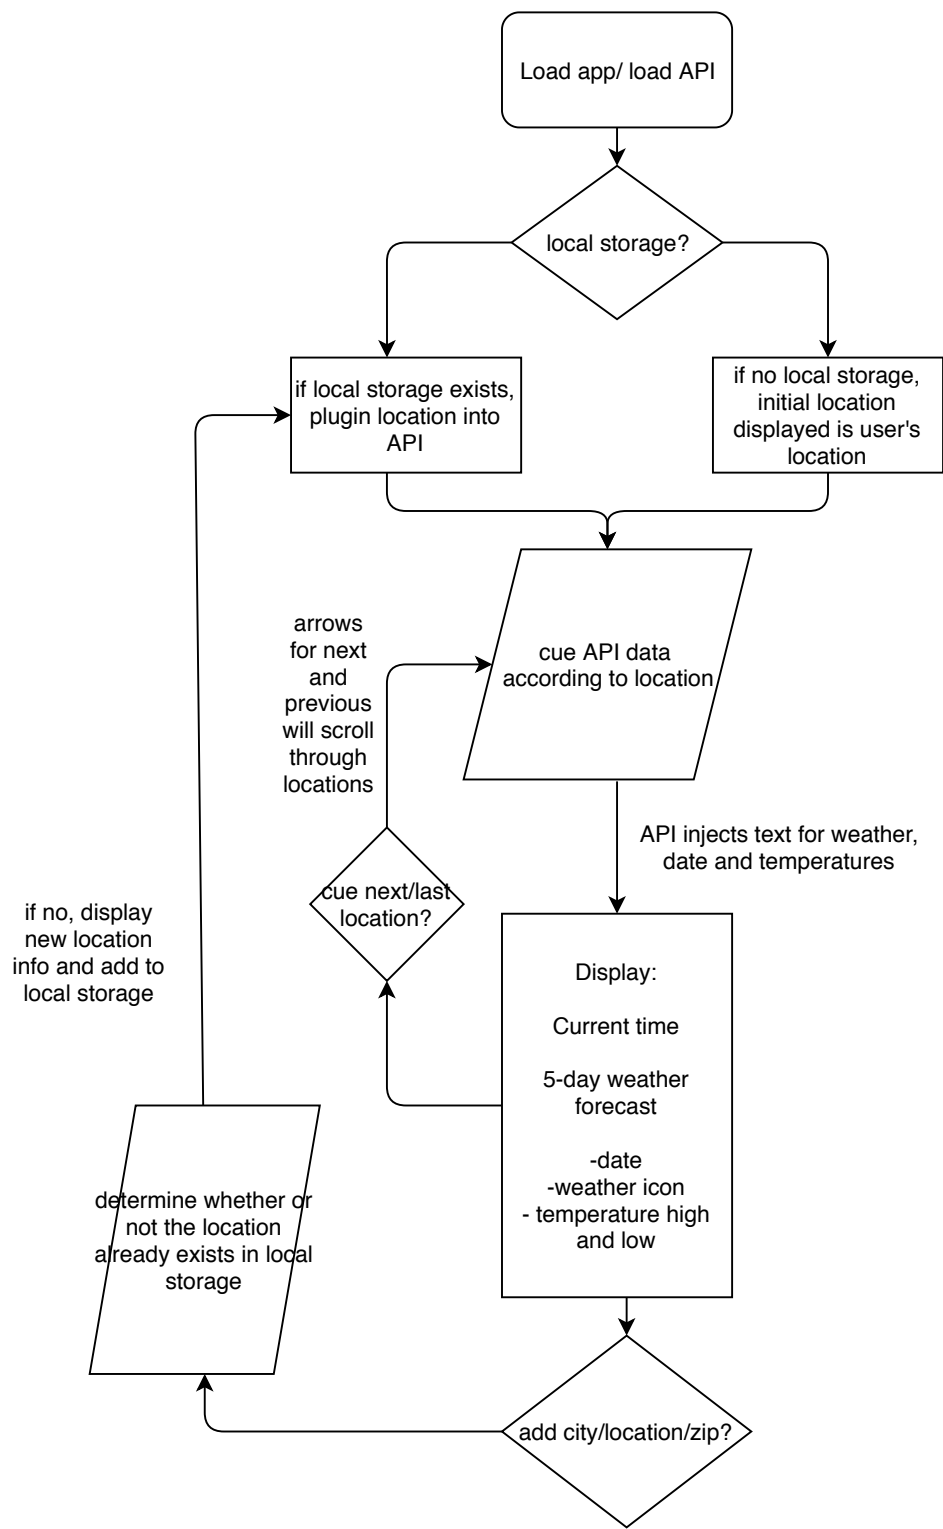 Load app/ load API
local storage?
if local storage exists,
plugin location into
API
if no local storage,
initial location
displayed is user's
location
cue API data
according to location
arrows
for next
and
previous
will scroll
through
locations
API injects text for weather,
date and temperatures
cue next/last
location?
if no, display
new location
info and add to
local storage
Display:
Current time
5-day weather
forecast
-date
-weather icon
- temperature high
and low
determine whether or
not the location
already exists in local
storage
add city/location/zip?